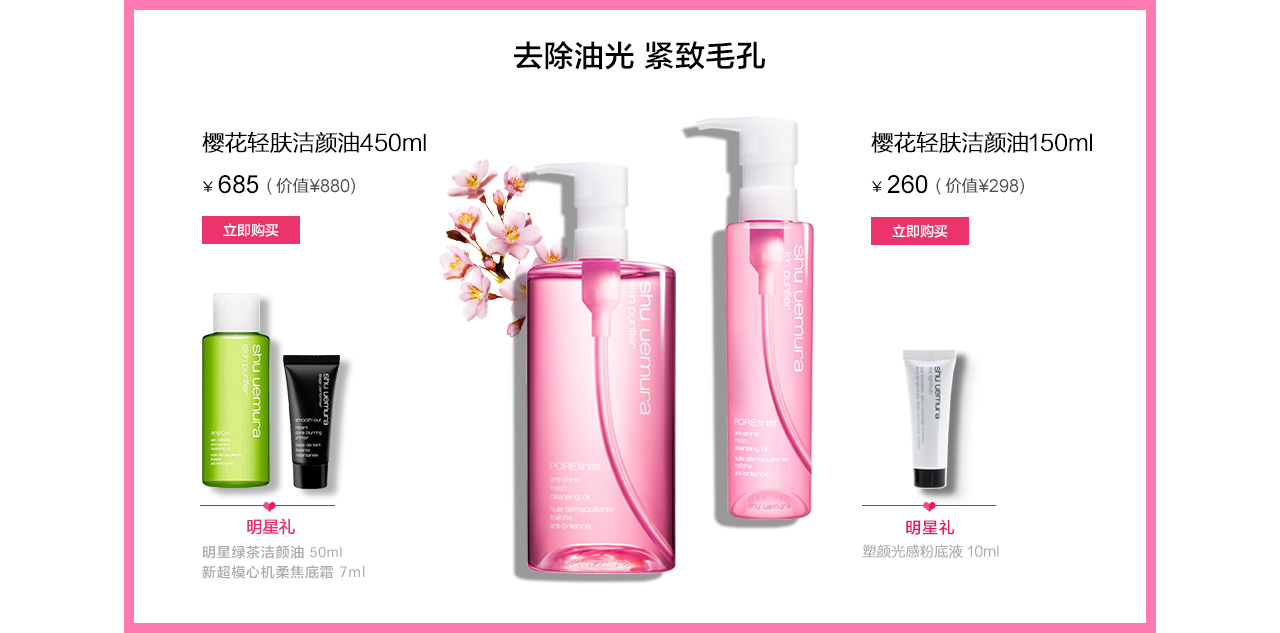 去除油光 紧致毛孔
樱花轻肤洁颜油450ml
¥ 685 ( 价值¥880)
立即购买
樱花轻肤洁颜油150ml
¥ 260 ( 价值¥298)
立即购买
shu uemura
skin purifier
POREfinist
anti-shine
fresh
cleansing oil
huile démaquillante
fraîche
anti-brillance
shu uemura
skin purifier
POREfinist
anti-shine
fresh
cleansing oil
huile démaquillante
fraîche
anti-brillance
shu uemura
shu uemura
skin purifier
shu uemura
smooth-out
shu uemura
明星礼
明星绿茶洁颜油 50ml
新超模心机柔焦底霜 7ml
明星礼
塑颜光感粉底液 10ml